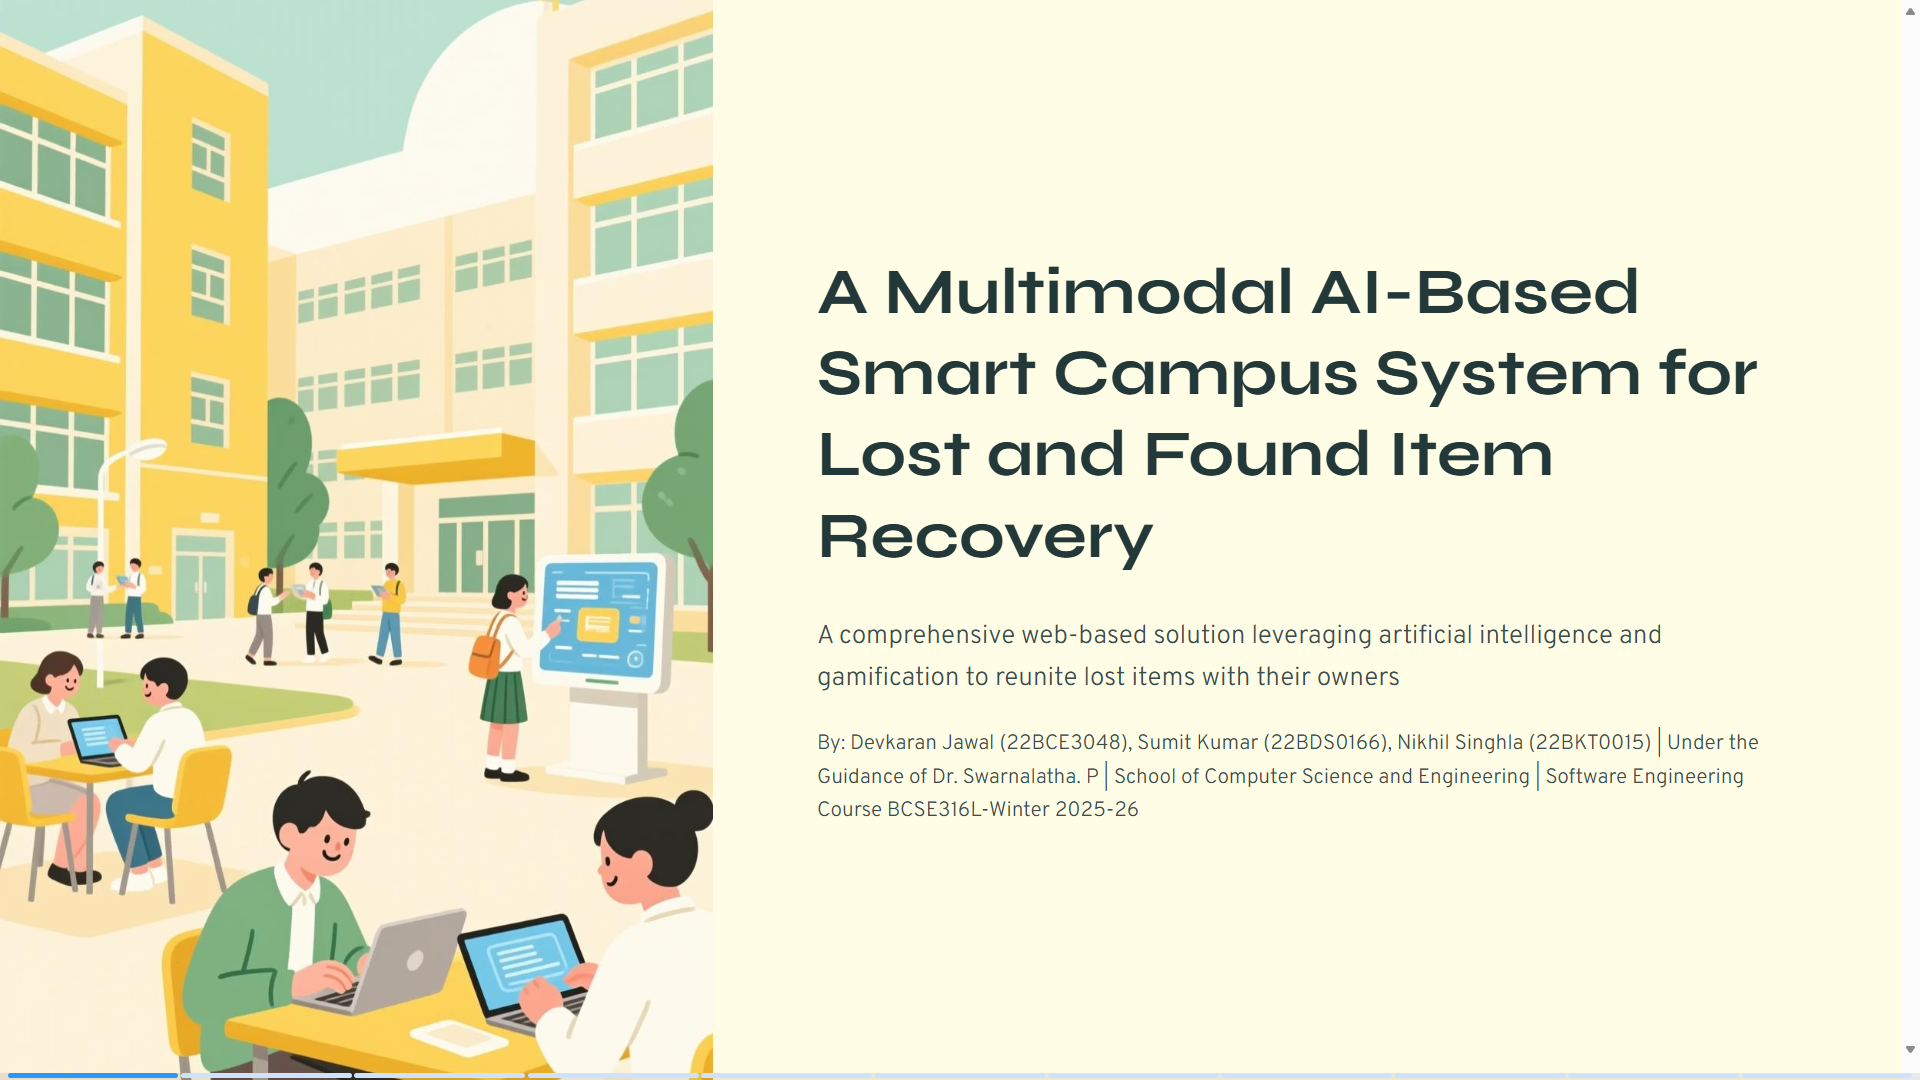 A Multimodal AI-Based
Smart Campus System for
Lost and Found Item
Recovery
A comprehensive web-based solution leveraging artificial intelligence and
gamification to reunite lost items with their owners
By: Devkaran Jawal (22BCE3048), Sumit Kumar (22BDS0166), Nikhil Singhla (22BKT0015) | Under the
Guidance of Dr. Swarnalatha. P | School of Computer Science and Engineering | Software Engineering
Course BCSE316L-Winter 2025-26